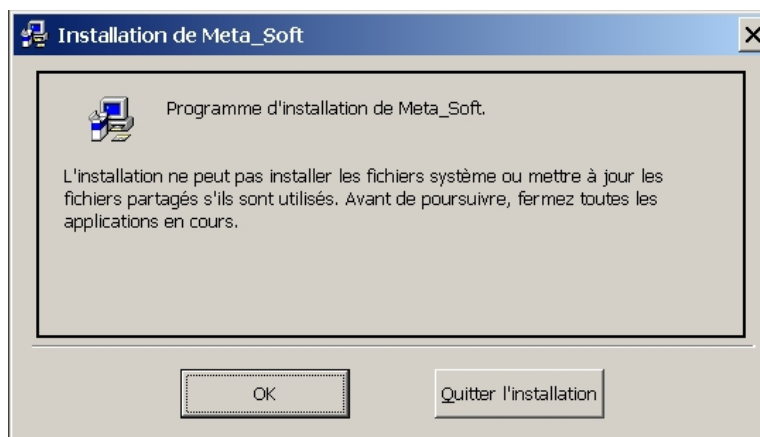 Installation de Meta_Soft
Programme d'installation de Meta_Soft.
L'installation ne peut pas installer les fichiers système ou mettre à jour les
fichiers partagés s'ils sont utilisés. Avant de poursuivre, fermez toutes les
applications en cours.
OK
Quitter l'installation